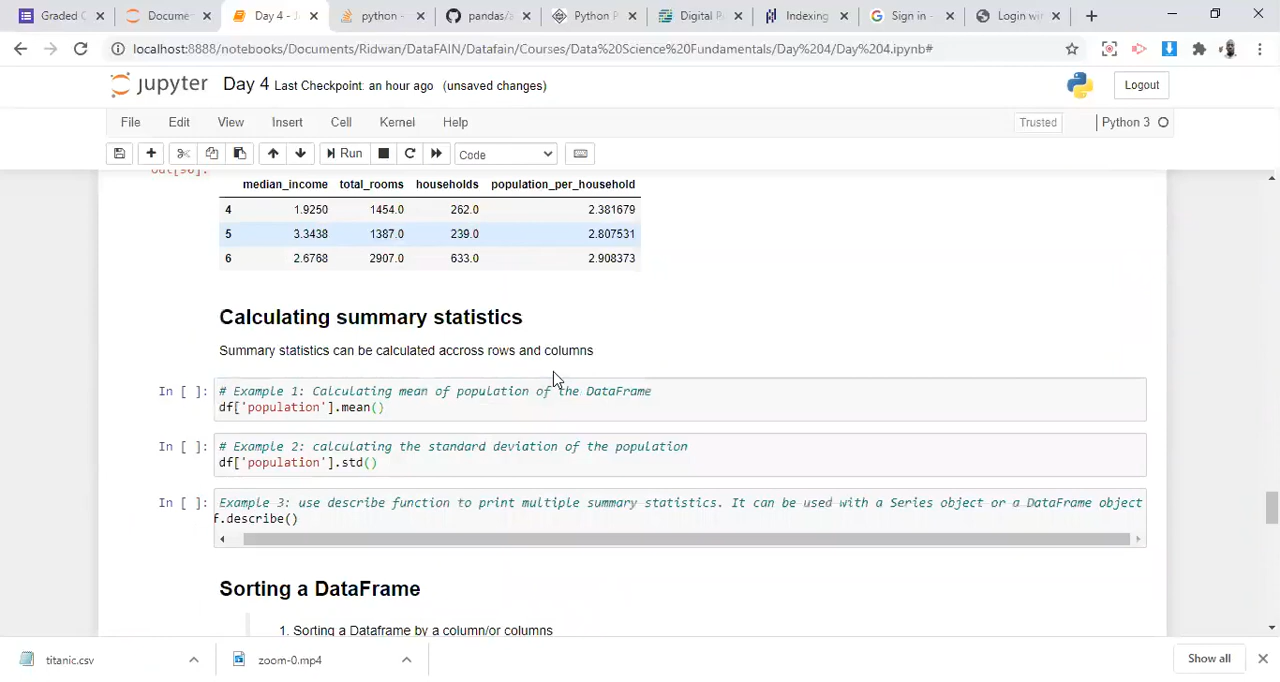 Graded C
Docume
Day 4 - J
python -
pandas/a
Python P
Digital P
Indexing
Sign in -
Login wit
localhost:8888/notebooks/Documents/Ridwan/DataFAIN/Datafain/Courses/Data%20Science%20Fundamentals/Day%204/Day%204.ipynb#
jupyter Day 4 Last Checkpoint: an hour ago (unsaved changes)
Logout
File Edit View Insert Cell Kernel Help
Trusted
Python 3
Run
Code
Out[96]:
median_income total_rooms households population_per_household
4 1.9250 1454.0 262.0 2.381679
5 3.3438 1387.0 239.0 2.807531
6 2.6768 2907.0 633.0 2.908373
Calculating summary statistics
Summary statistics can be calculated accross rows and columns
In [ ]: # Example 1: Calculating mean of population of the DataFrame
df['population'].mean()
In [ ]: # Example 2: calculating the standard deviation of the population
df['population'].std()
In [ ]: Example 3: use describe function to print multiple summary statistics. It can be used with a Series object or a DataFrame object
f.describe()
Sorting a DataFrame
1. Sorting a Dataframe by a column/or columns
titanic.csv
zoom-0.mp4
Show all